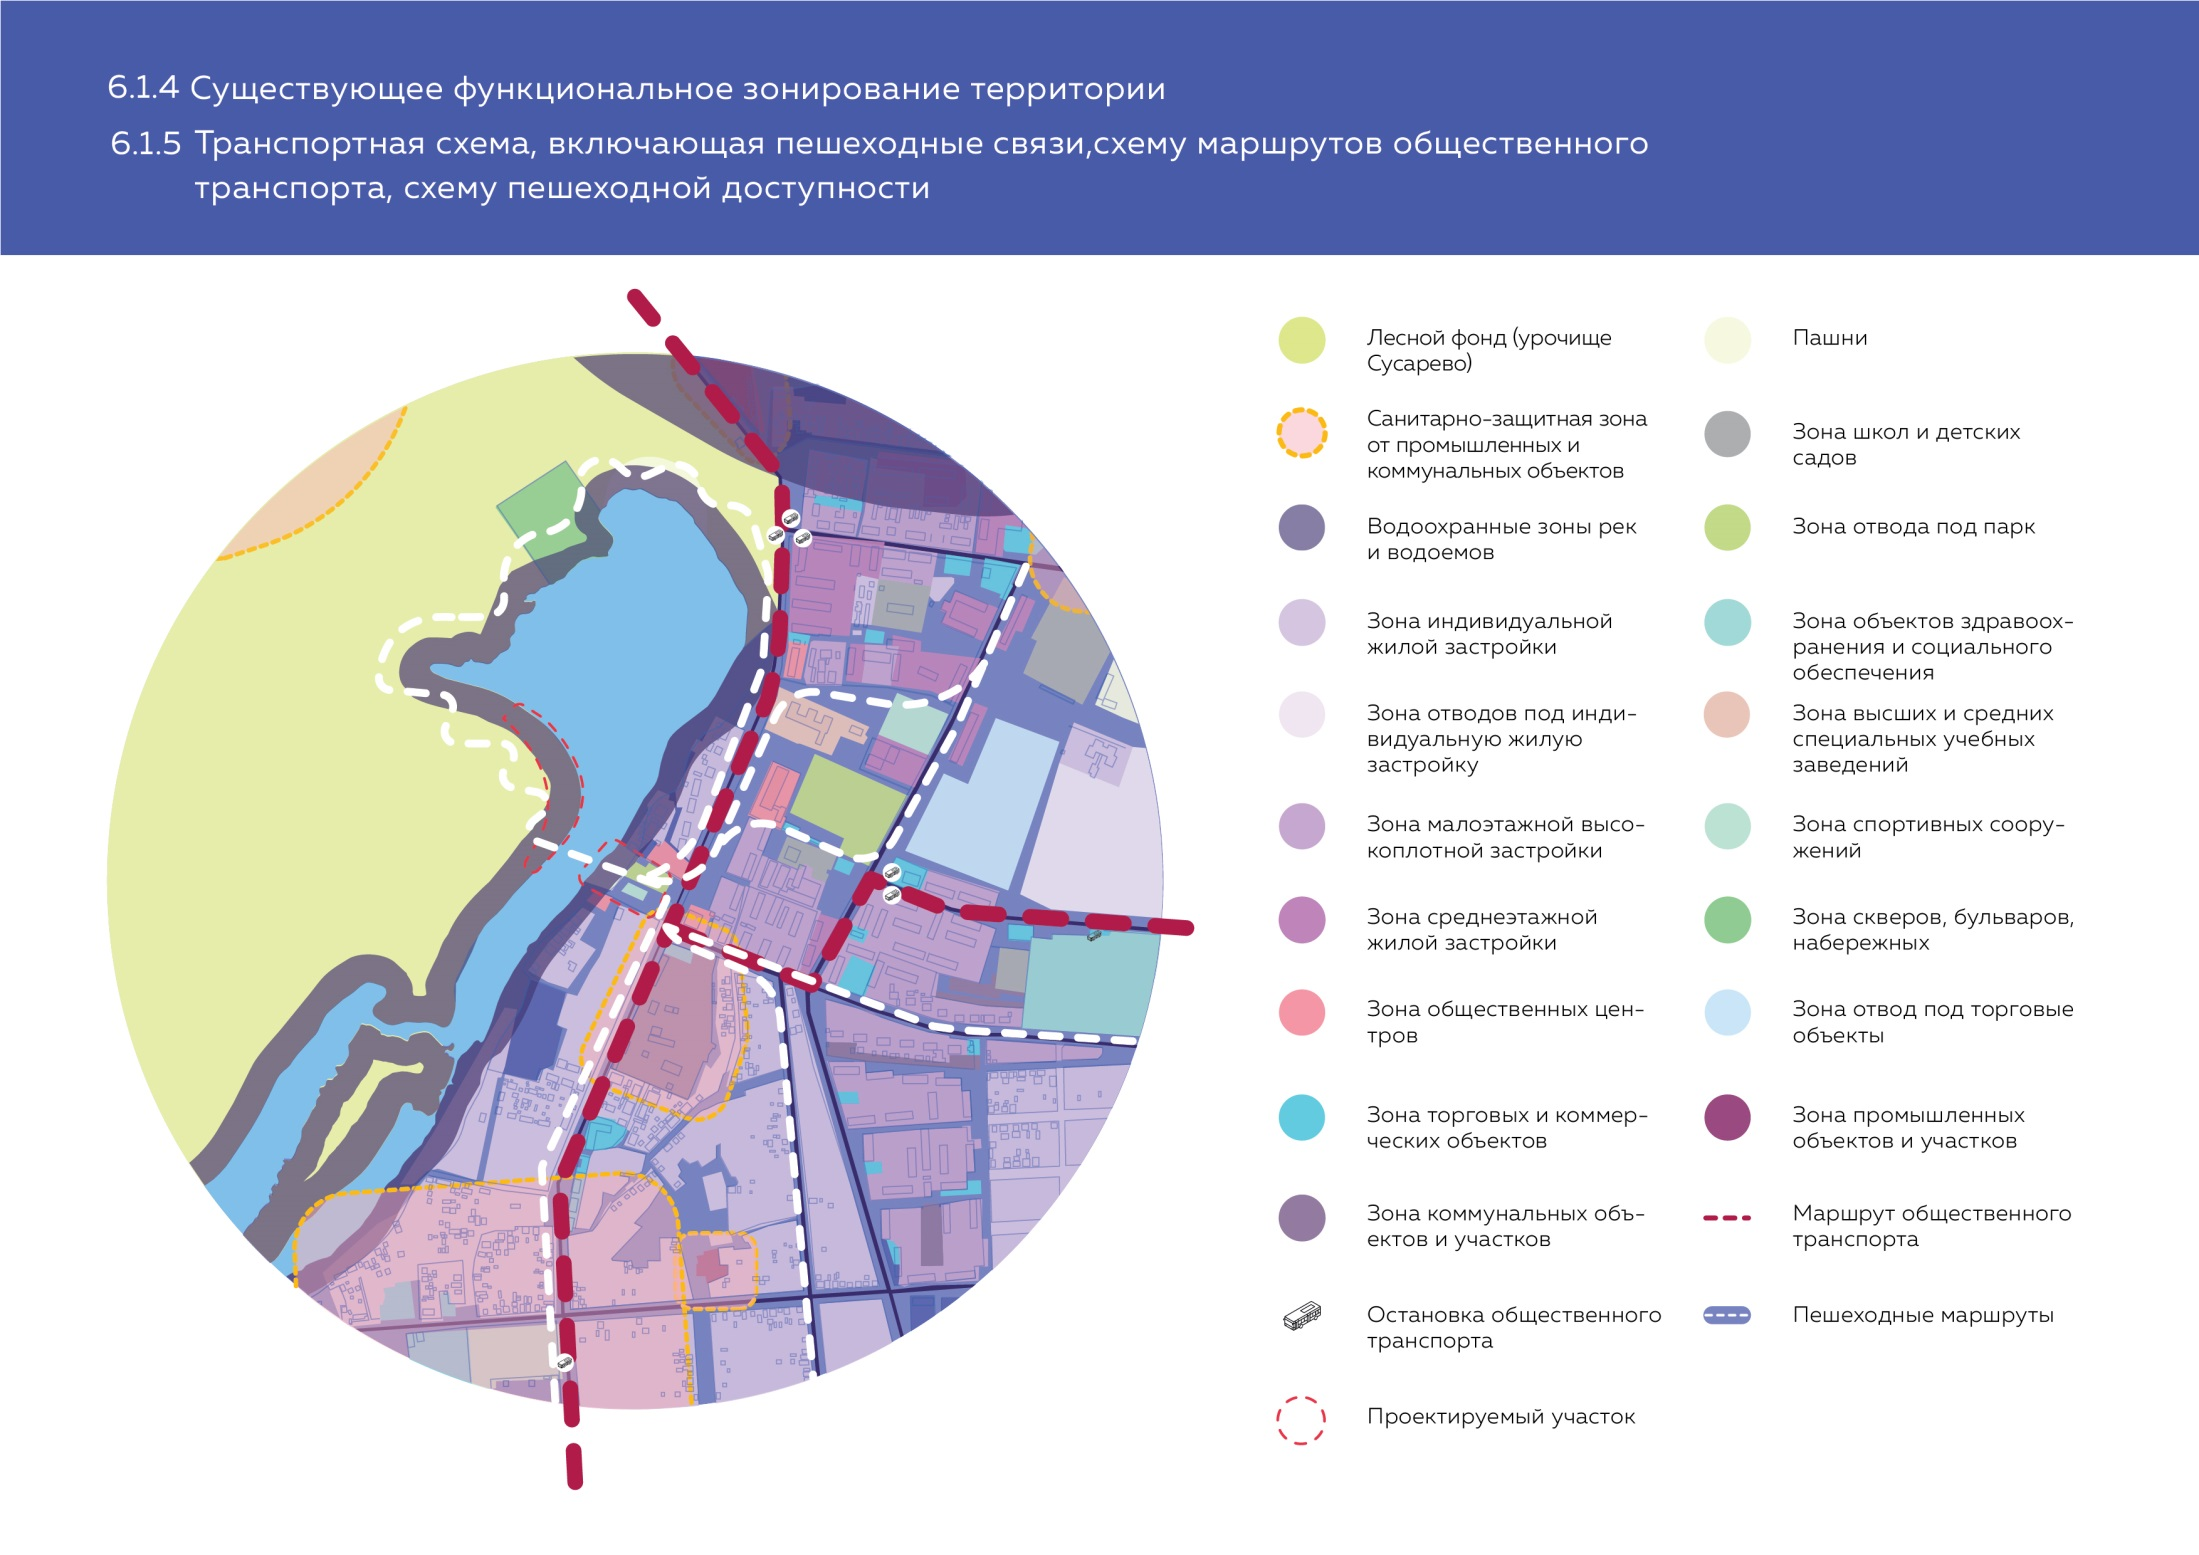 6.1.4 Существующее функциональное зонирование территории
6.1.5 Транспортная схема, включающая пешеходные связи,схему маршрутов общественного
транспорта, схему пешеходной доступности
Лесной фонд (урочище
Сусарево)
Санитарно-защитная зона
от промышленных и
коммунальных объектов
Водоохранные зоны рек
и водоемов
Зона индивидуальной
жилой застройки
Зона отводов под инди-
видуальную жилую
застройку
Зона малоэтажной высо-
коплотной застройки
Зона среднеэтажной
жилой застройки
Зона общественных цен-
тров
Зона торговых и коммер-
ческих объектов
Зона коммунальных объ-
ектов и участков
Остановка общественного
транспорта
Проектируемый участок
Пашни
Зона школ и детских
садов
Зона отвода под парк
Зона объектов здравоох-
ранения и социального
обеспечения
Зона высших и средних
специальных учебных
заведений
Зона спортивных соору-
жений
Зона скверов, бульваров,
набережных
Зона отвод под торговые
объекты
Зона промышленных
объектов и участков
Маршрут общественного
транспорта
Пешеходные маршруты